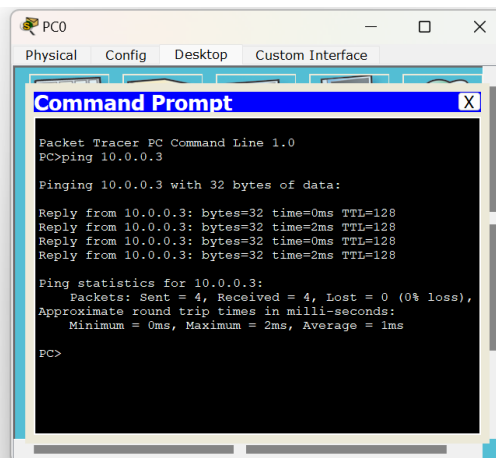 PC0
Physical Config Desktop Custom Interface
Command Prompt
X
Packet Tracer PC Command Line 1.0
PC>ping 10.0.0.3
Pinging 10.0.0.3 with 32 bytes of data:
Reply from 10.0.0.3: bytes=32 time=0ms TTL=128
Reply from 10.0.0.3: bytes=32 time=2ms TTL=128
Reply from 10.0.0.3: bytes=32 time=0ms TTL=128
Reply from 10.0.0.3: bytes=32 time=2ms TTL=128
Ping statistics for 10.0.0.3:
    Packets: Sent = 4, Received = 4, Lost = 0 (0% loss),
Approximate round trip times in milli-seconds:
    Minimum = 0ms, Maximum = 2ms, Average = 1ms
PC>